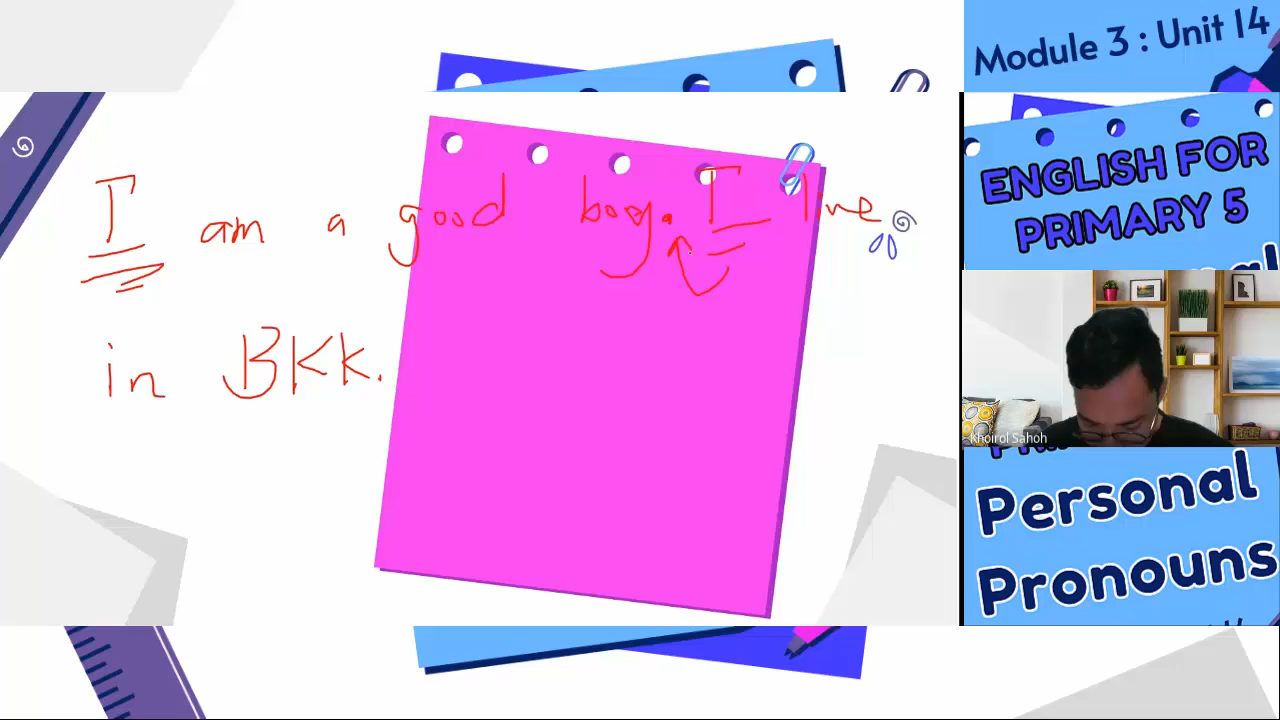 I am a good boy. I live
in BKK.
Module 3 : Unit 14
ENGLISH FOR
PRIMARY 5
Khoirol Sahoh
Personal
Pronouns